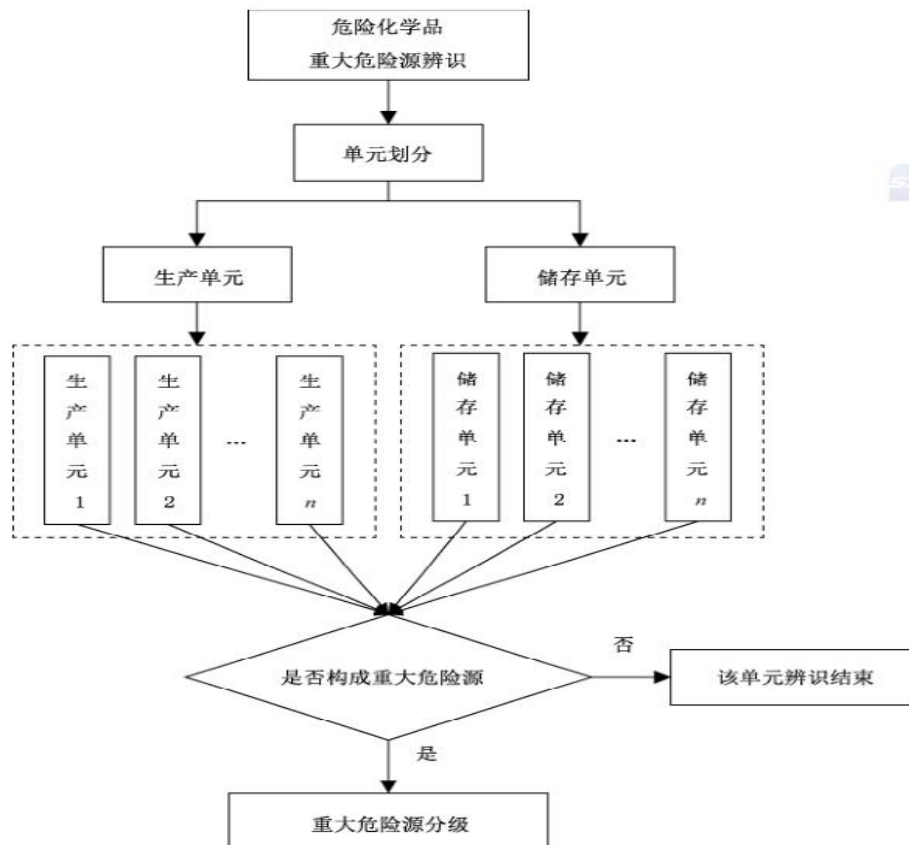 危险化学品
重大危险源辨识
单元划分
生产单元
储存单元
生产单元1
生产单元2
…
生产单元n
储存单元1
储存单元2
…
储存单元n
是否构成重大危险源
否
该单元辨识结束
是
重大危险源分级